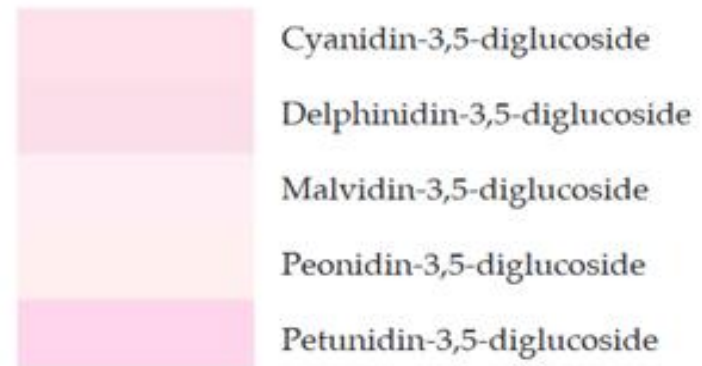 Cyanidin-3,5-diglucoside
Delphinidin-3,5-diglucoside
Malvidin-3,5-diglucoside
Peonidin-3,5-diglucoside
Petunidin-3,5-diglucoside